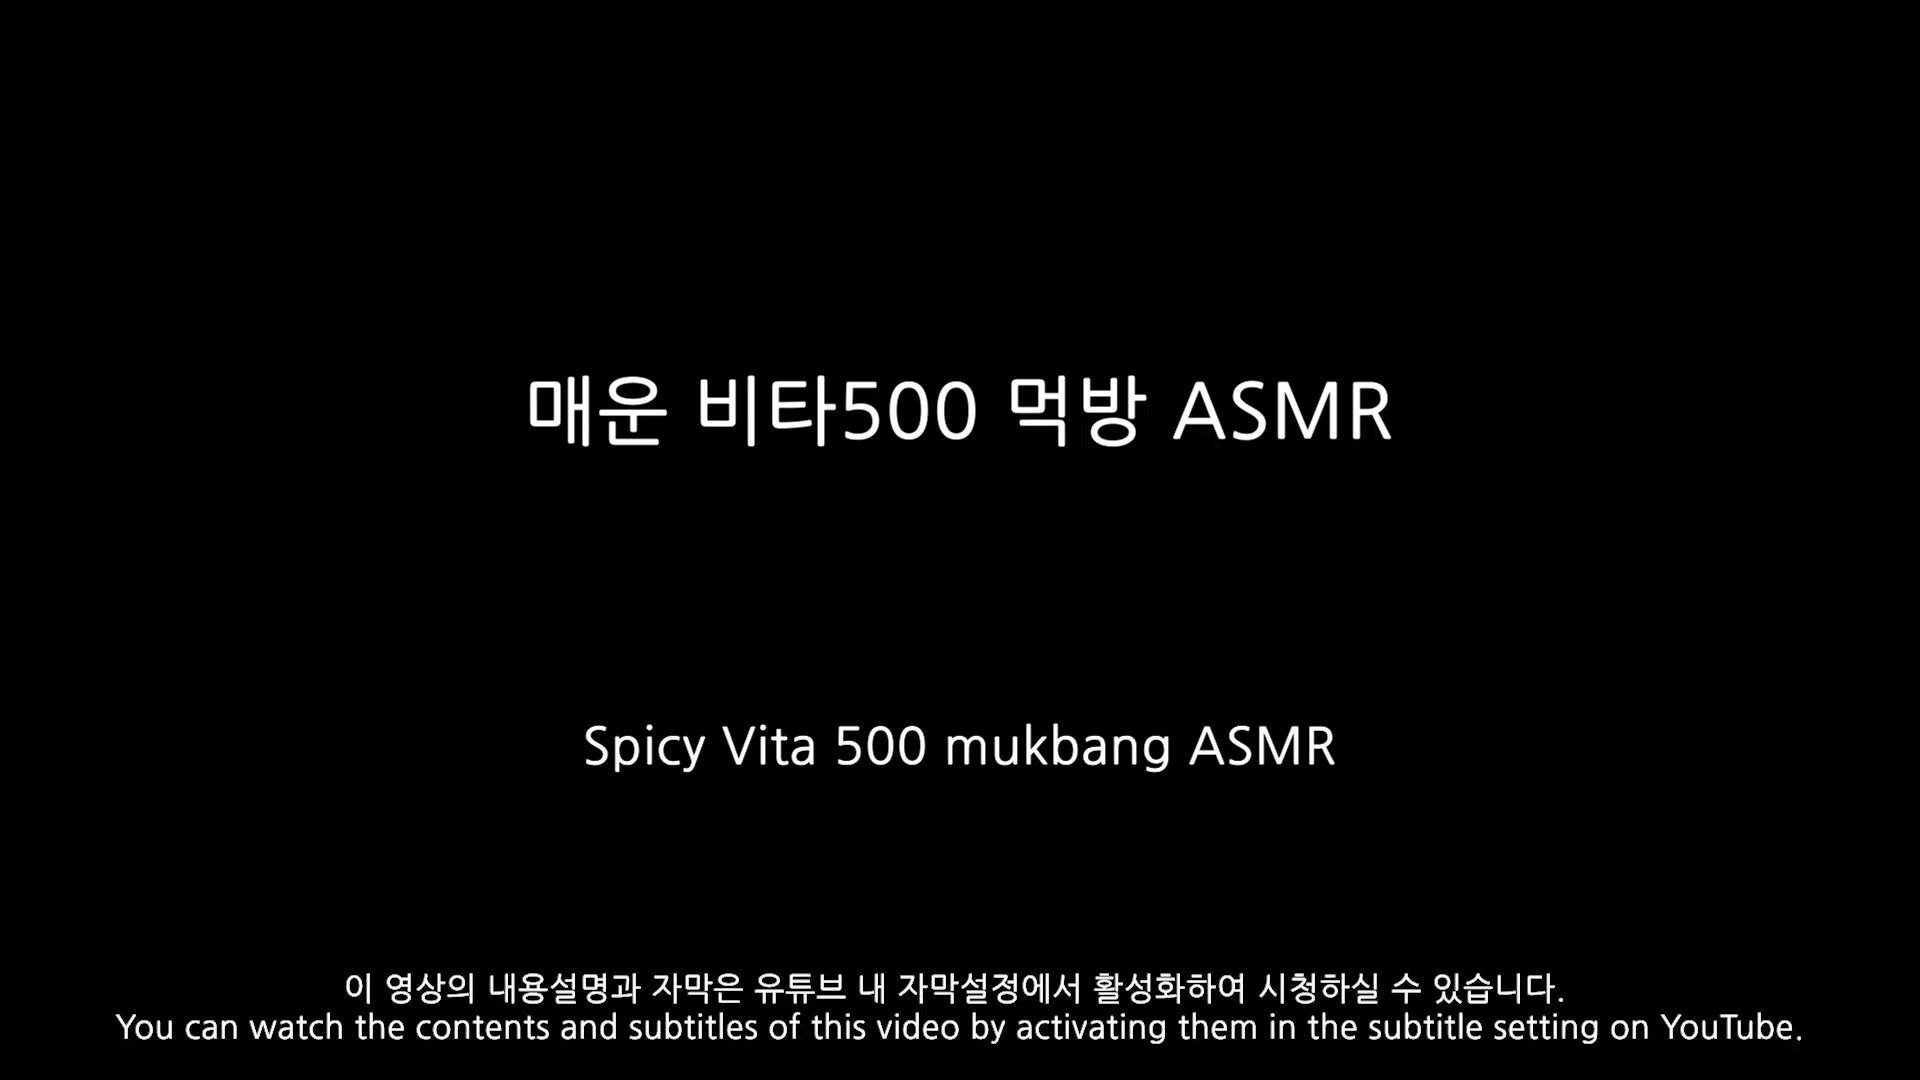 매운 비타500 먹방 ASMR
Spicy Vita 500 mukbang ASMR
이 영상의 내용설명과 자막은 유튜브 내 자막설정에서 활성화하여 시청하실 수 있습니다.
You can watch the contents and subtitles of this video by activating them in the subtitle setting on YouTube.